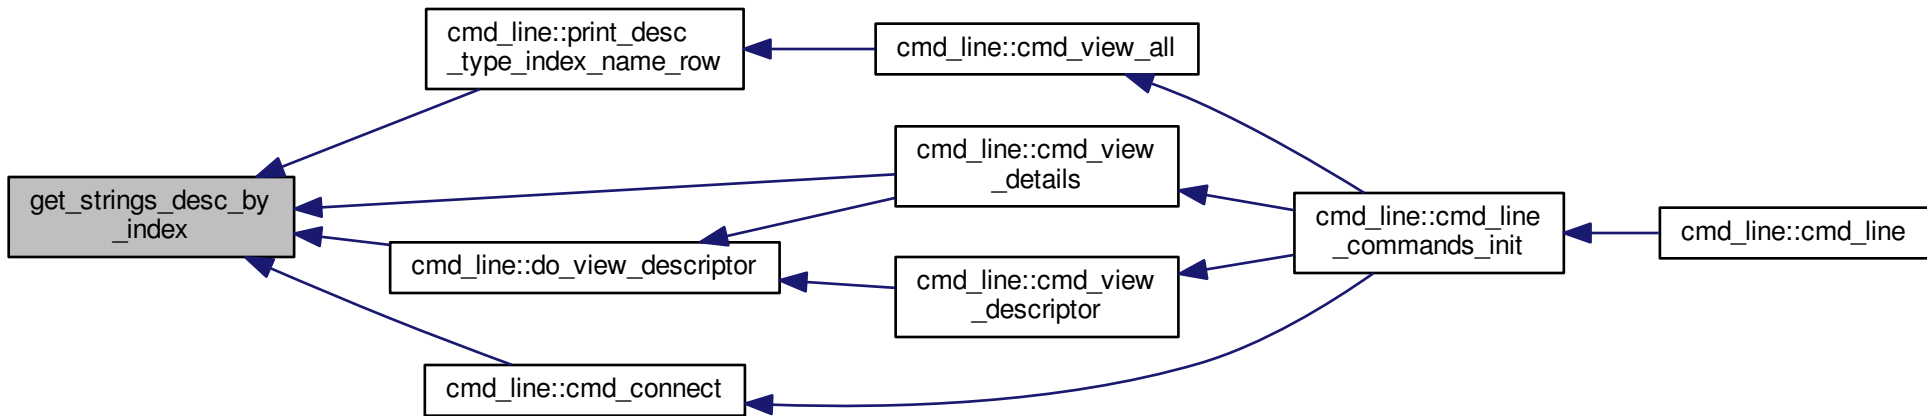 get_strings_desc_by
_index
cmd_line::print_desc
_type_index_name_row
cmd_line::cmd_view_all
cmd_line::cmd_view
_details
cmd_line::do_view_descriptor
cmd_line::cmd_view
_descriptor
cmd_line::cmd_connect
cmd_line::cmd_line
_commands_init
cmd_line::cmd_line